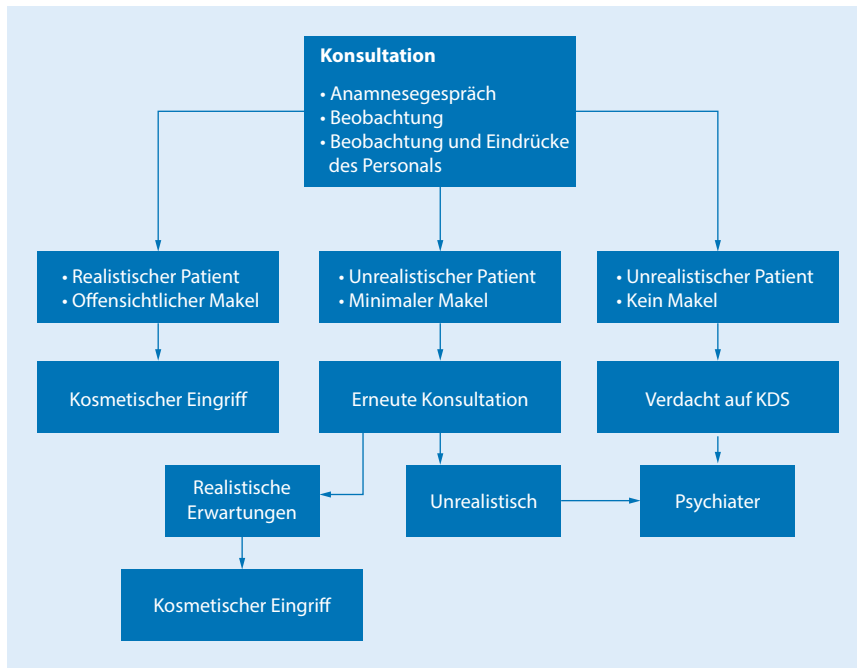 Konsultation
• Anamnesegespräch
• Beobachtung
• Beobachtung und Eindrücke
des Personals
• Realistischer Patient
• Offensichtlicher Makel
• Unrealistischer Patient
• Minimaler Makel
• Unrealistischer Patient
• Kein Makel
Kosmetischer Eingriff
Erneute Konsultation
Verdacht auf KDS
Realistische
Erwartungen
Unrealistisch
Psychiater
Kosmetischer Eingriff